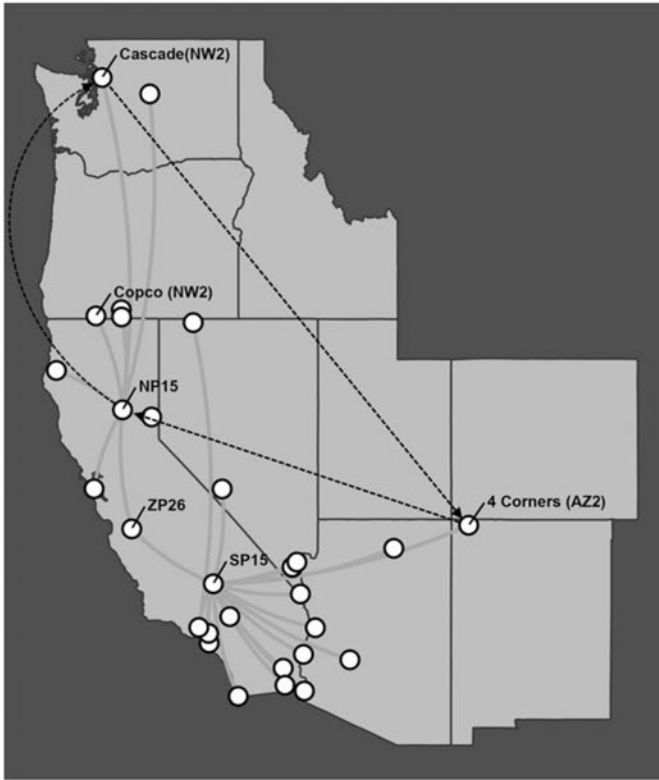 Cascade(NW2)
Copco (NW2)
NP15
4 Corners (AZ2)
ZP26
SP15